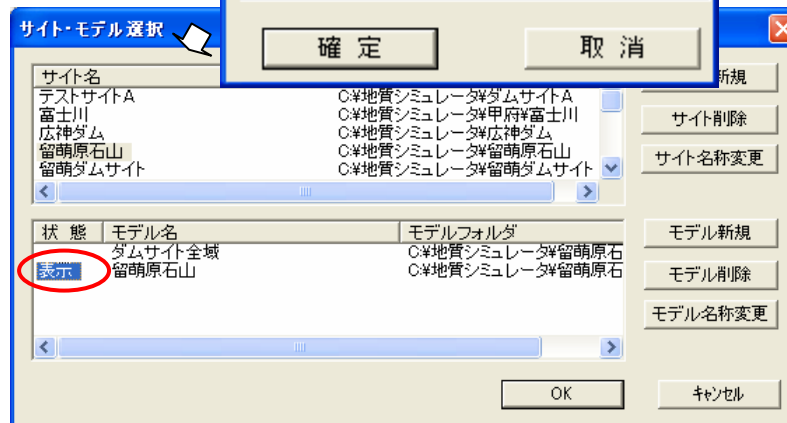 サイト・モデル選択
確 定
取 消
サイト名
新規
テストサイトA C:¥地質シミュレータ¥ダムサイトA
富士川 C:¥地質シミュレータ¥甲府¥富士川
広神ダム C:¥地質シミュレータ¥広神ダム
留萌原石山 C:¥地質シミュレータ¥留萌原石山
留萌ダムサイト C:¥地質シミュレータ¥留萌ダムサイト
サイト削除
サイト名称変更
状 態 モデル名 モデルフォルダ
ダムサイト全域 C:¥地質シミュレータ¥留萌原石
表示 留萌原石山 C:¥地質シミュレータ¥留萌原石
モデル新規
モデル削除
モデル名称変更
OK
キャンセル